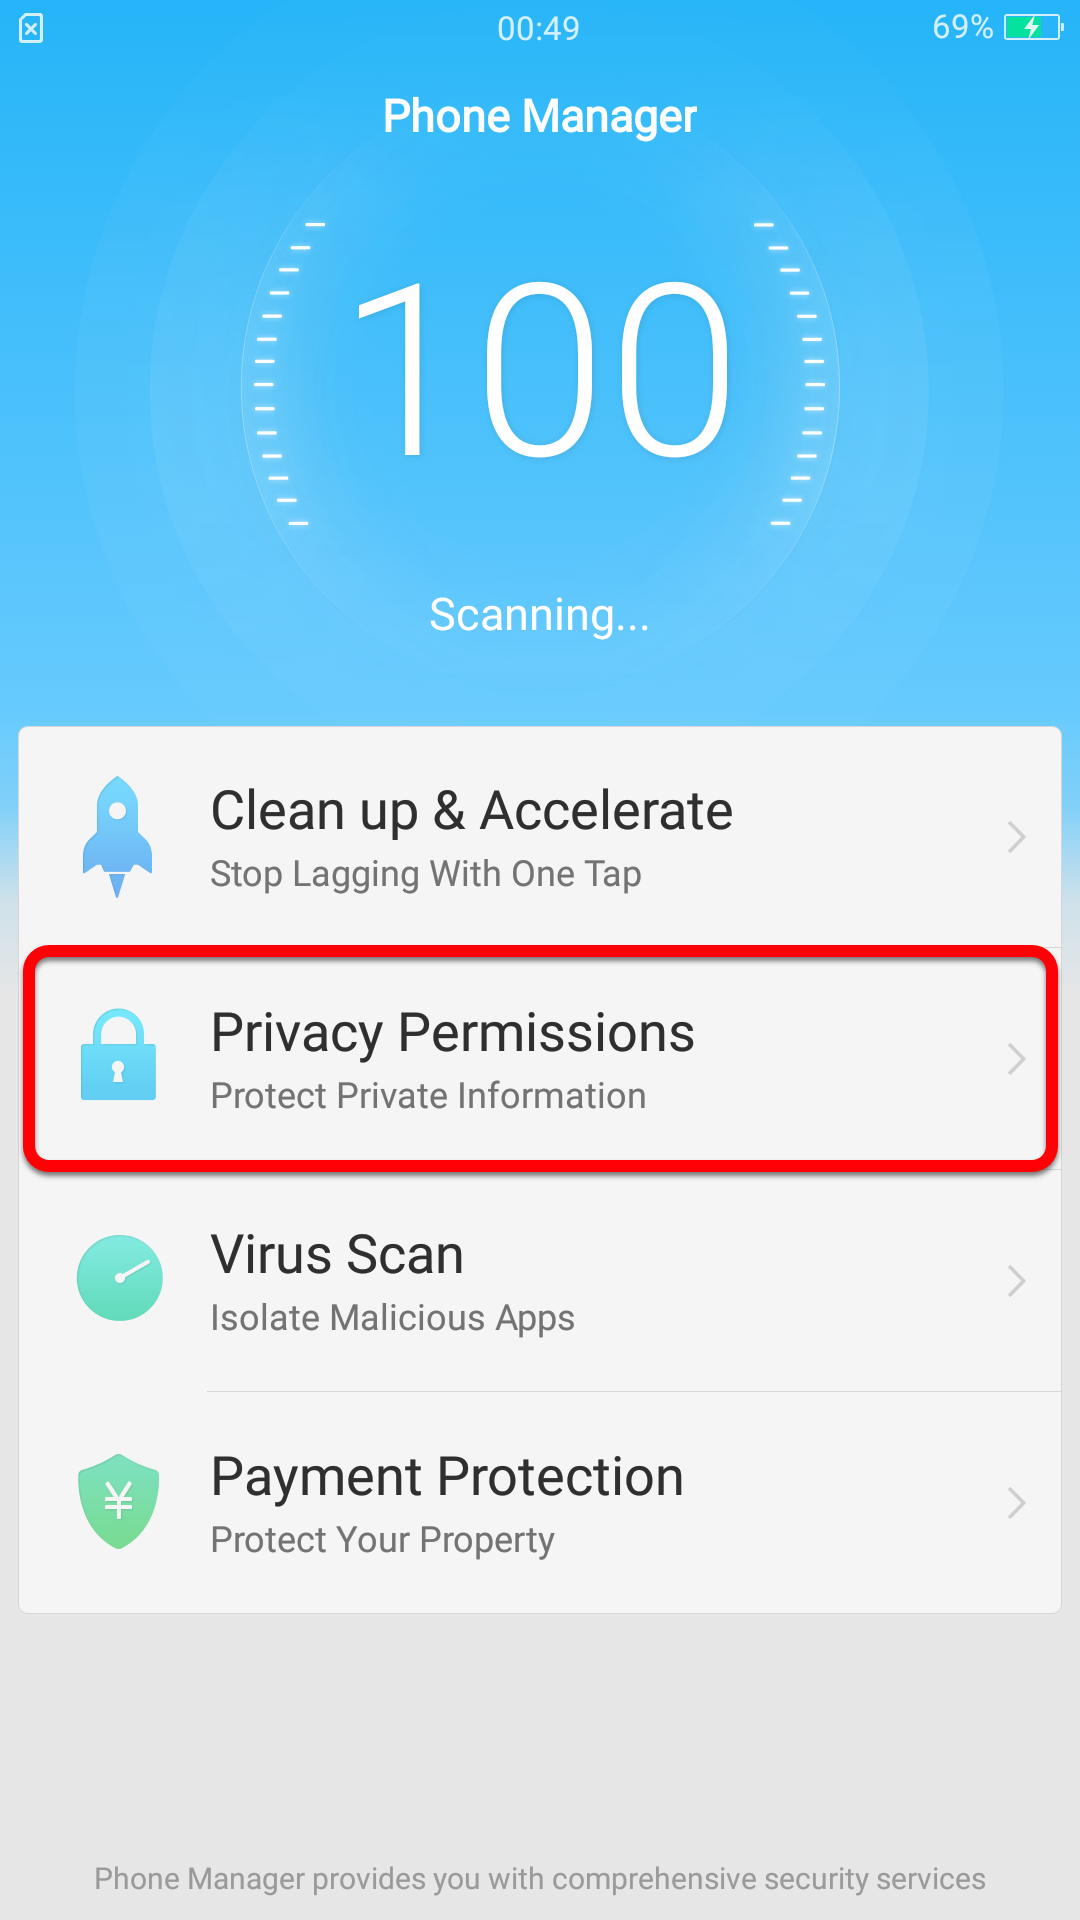 00:49
69%
Phone Manager
100
Scanning...
Clean up & Accelerate
Stop Lagging With One Tap
Privacy Permissions
Protect Private Information
Virus Scan
Isolate Malicious Apps
¥
Payment Protection
Protect Your Property
Phone Manager provides you with comprehensive security services